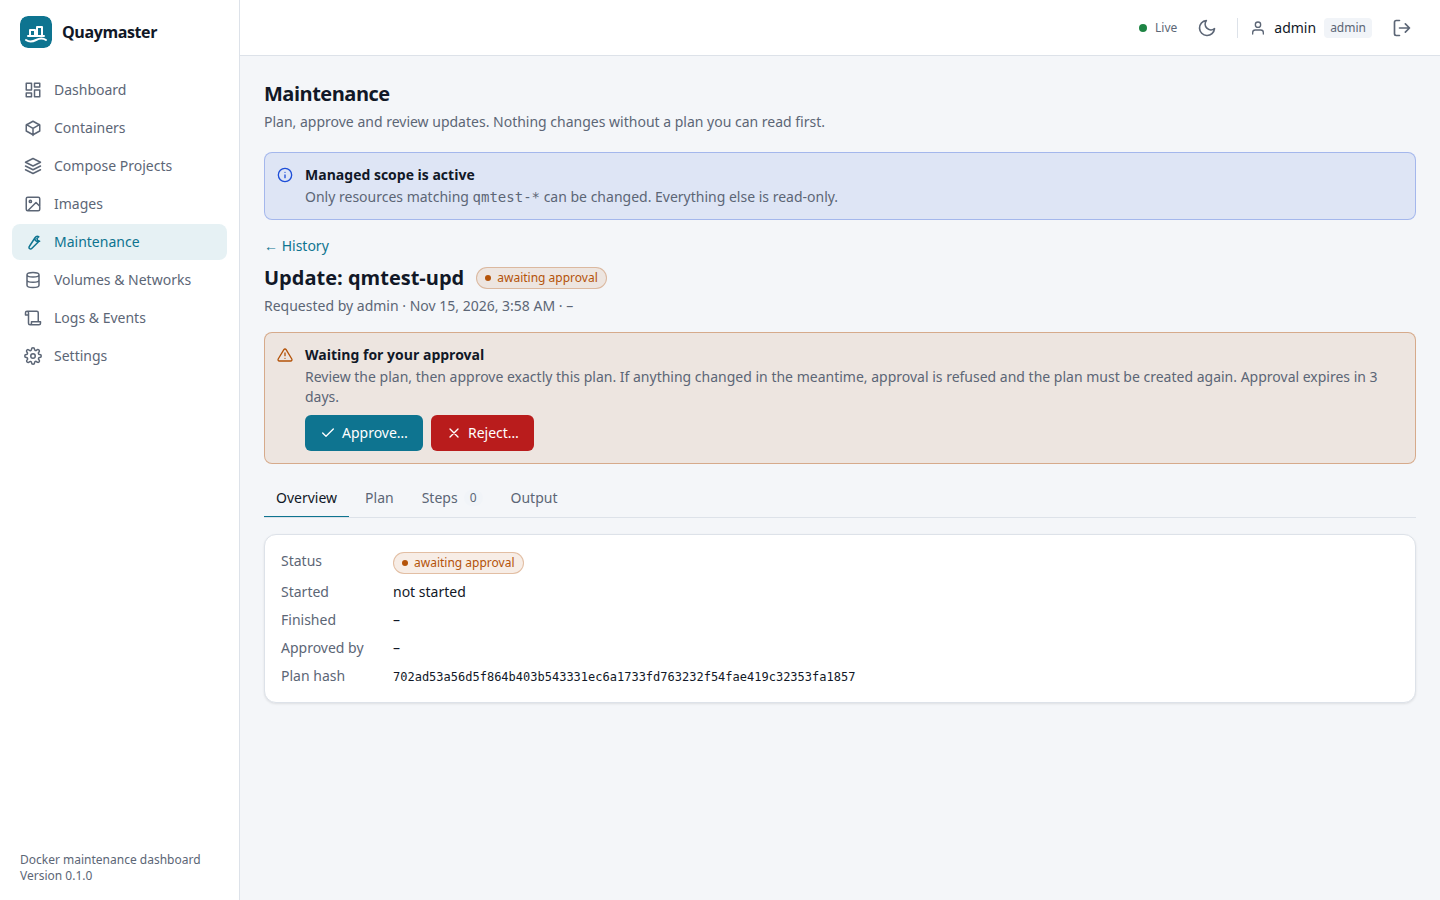 Quaymaster
Live
admin admin
Dashboard
Containers
Compose Projects
Images
Maintenance
Volumes & Networks
Logs & Events
Settings
Docker maintenance dashboard
Version 0.1.0
Maintenance
Plan, approve and review updates. Nothing changes without a plan you can read first.
Managed scope is active
Only resources matching qmtest-* can be changed. Everything else is read-only.
← History
Update: qmtest-upd awaiting approval
Requested by admin · Nov 15, 2026, 3:58 AM · –
Waiting for your approval
Review the plan, then approve exactly this plan. If anything changed in the meantime, approval is refused and the plan must be created again. Approval expires in 3
days.
Approve... Reject...
Overview Plan Steps 0 Output
Status awaiting approval
Started not started
Finished –
Approved by –
Plan hash 702ad53a56d5f864b403b543331ec6a1733fd763232f54fae419c32353fa1857